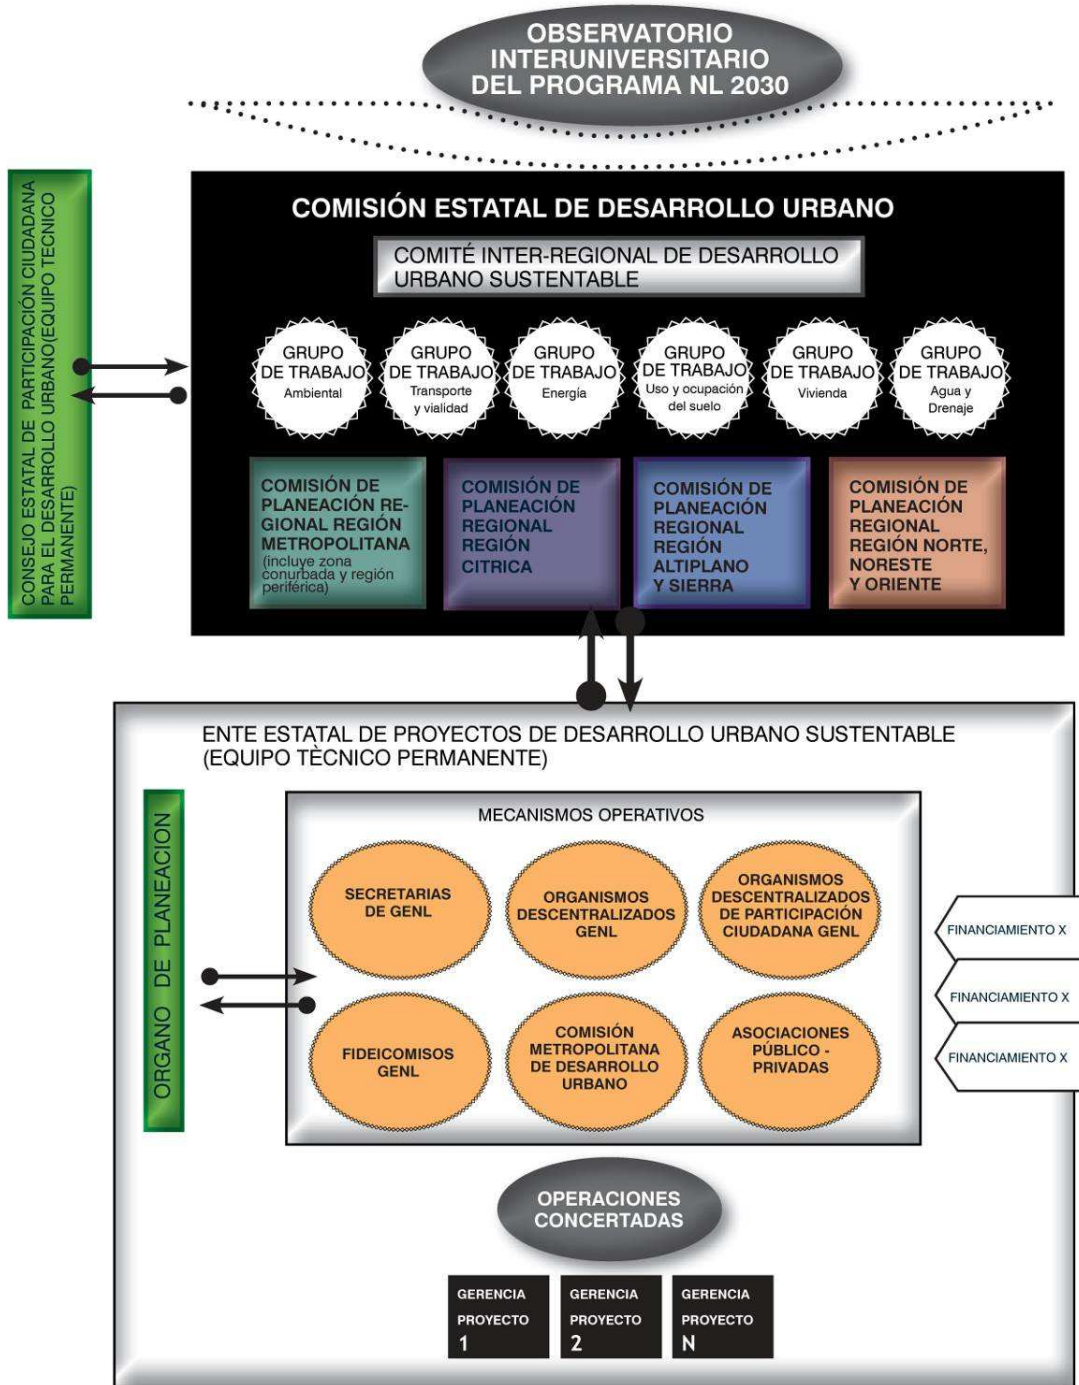 OBSERVATORIO
INTERUNIVERSITARIO
DEL PROGRAMA NL 2030
CONSEJO ESTATAL DE PARTICIPACIÓN CIUDADANA
PARA EL DESARROLLO URBANO(EQUIPO TECNICO
PERMANENTE)
COMISIÓN ESTATAL DE DESARROLLO URBANO
COMITÉ INTER-REGIONAL DE DESARROLLO
URBANO SUSTENTABLE
GRUPO
DE TRABAJO
Ambiental
GRUPO
DE TRABAJO
Transporte
y vialidad
GRUPO
DE TRABAJO
Energía
GRUPO
DE TRABAJO
Uso y ocupación
del suelo
GRUPO
DE TRABAJO
Vivienda
GRUPO
DE TRABAJO
Agua y
Drenaje
COMISIÓN DE
PLANEACIÓN RE-
GIONAL REGIÓN
METROPOLITANA
(incluye zona
conurbada y región
periférica)
COMISIÓN DE
PLANEACIÓN
REGIONAL
REGIÓN
CITRICA
COMISIÓN DE
PLANEACIÓN
REGIONAL
REGIÓN
ALTIPLANO
Y SIERRA
COMISIÓN DE
PLANEACIÓN
REGIONAL
REGIÓN NORTE,
NORESTE
Y ORIENTE
ENTE ESTATAL DE PROYECTOS DE DESARROLLO URBANO SUSTENTABLE
(EQUIPO TÈCNICO PERMANENTE)
ORGANO DE PLANEACION
MECANISMOS OPERATIVOS
SECRETARIAS
DE GENL
ORGANISMOS
DESCENTRALIZADOS
GENL
ORGANISMOS
DESCENTRALIZADOS
DE PARTICIPACIÓN
CIUDADANA GENL
FIDEICOMISOS
GENL
COMISIÓN
METROPOLITANA
DE DESARROLLO
URBANO
ASOCIACIONES
PÚBLICO -
PRIVADAS
FINANCIAMIENTO X
FINANCIAMIENTO X
FINANCIAMIENTO X
OPERACIONES
CONCERTADAS
GERENCIA
PROYECTO
1
GERENCIA
PROYECTO
2
GERENCIA
PROYECTO
N